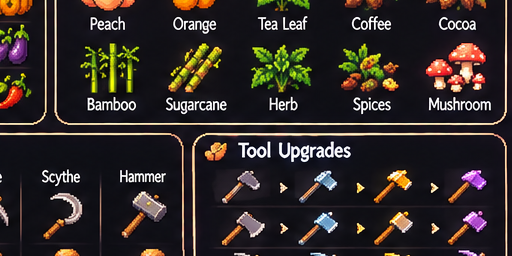 Peach Orange Tea Leaf Coffee Cocoa
Bamboo Sugarcane Herb Spices Mushroom
Scythe Hammer
Tool Upgrades